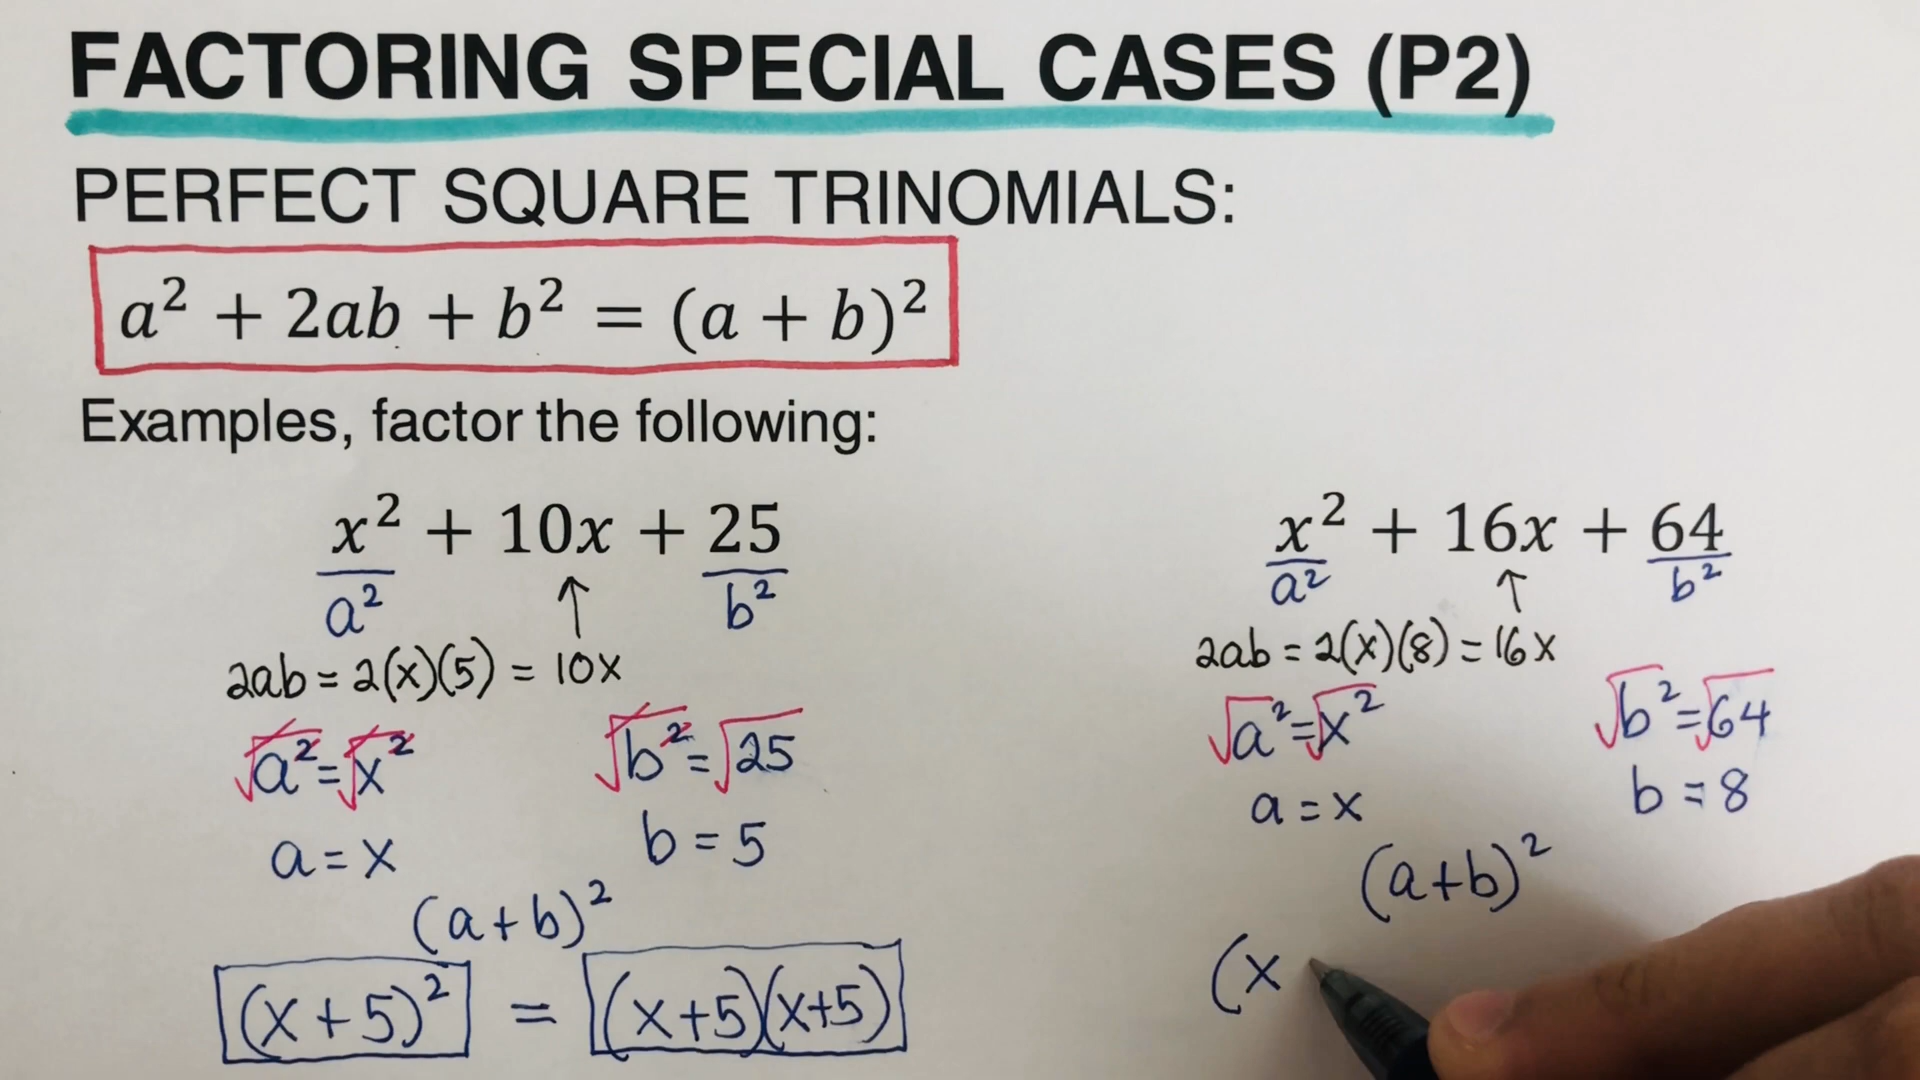 FACTORING SPECIAL CASES (P2)
PERFECT SQUARE TRINOMIALS:
a² + 2ab + b² = (a + b)²
Examples, factor the following:
x² + 10x + 25
a² ↑ b²
2ab = 2(x)(5) = 10x
√a² = √x² √b² = √25
a = x b = 5
(a + b)²
(x + 5)² = (x+5)(x+5)
x² + 16x + 64
a² ↑ b²
2ab = 2(x)(8) = 16x
√a² = √x² √b² = √64
a = x b = 8
(a+b)²
(x